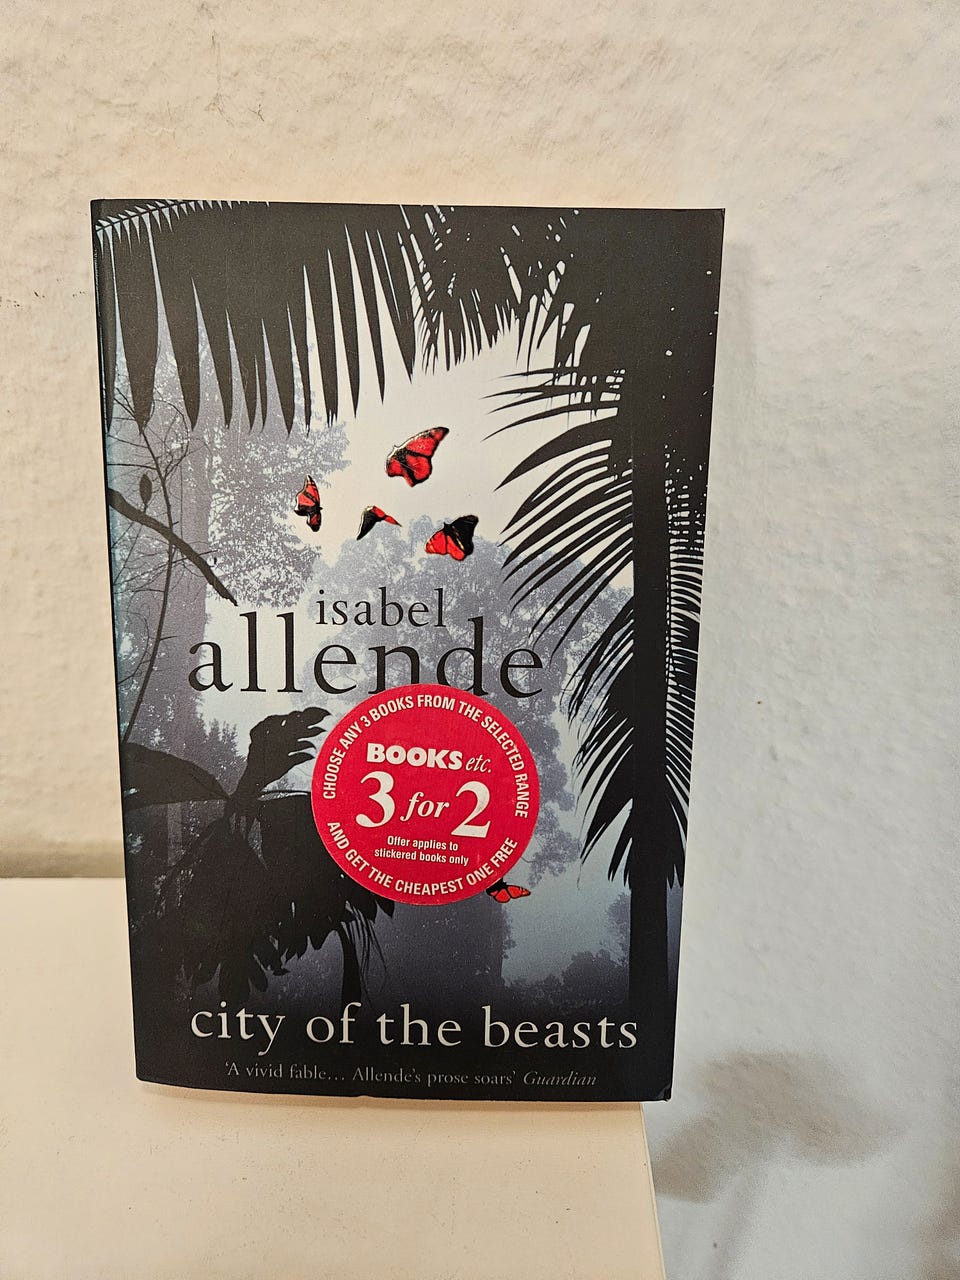 isabel
allende
CHOOSE ANY 3 BOOKS FROM THE SELECTED RANGE
BOOKS etc.
3 for 2
Offer applies to
stickered books only
AND GET THE CHEAPEST ONE FREE
city of the beasts
‘A vivid fable... Allende’s prose soars’ Guardian